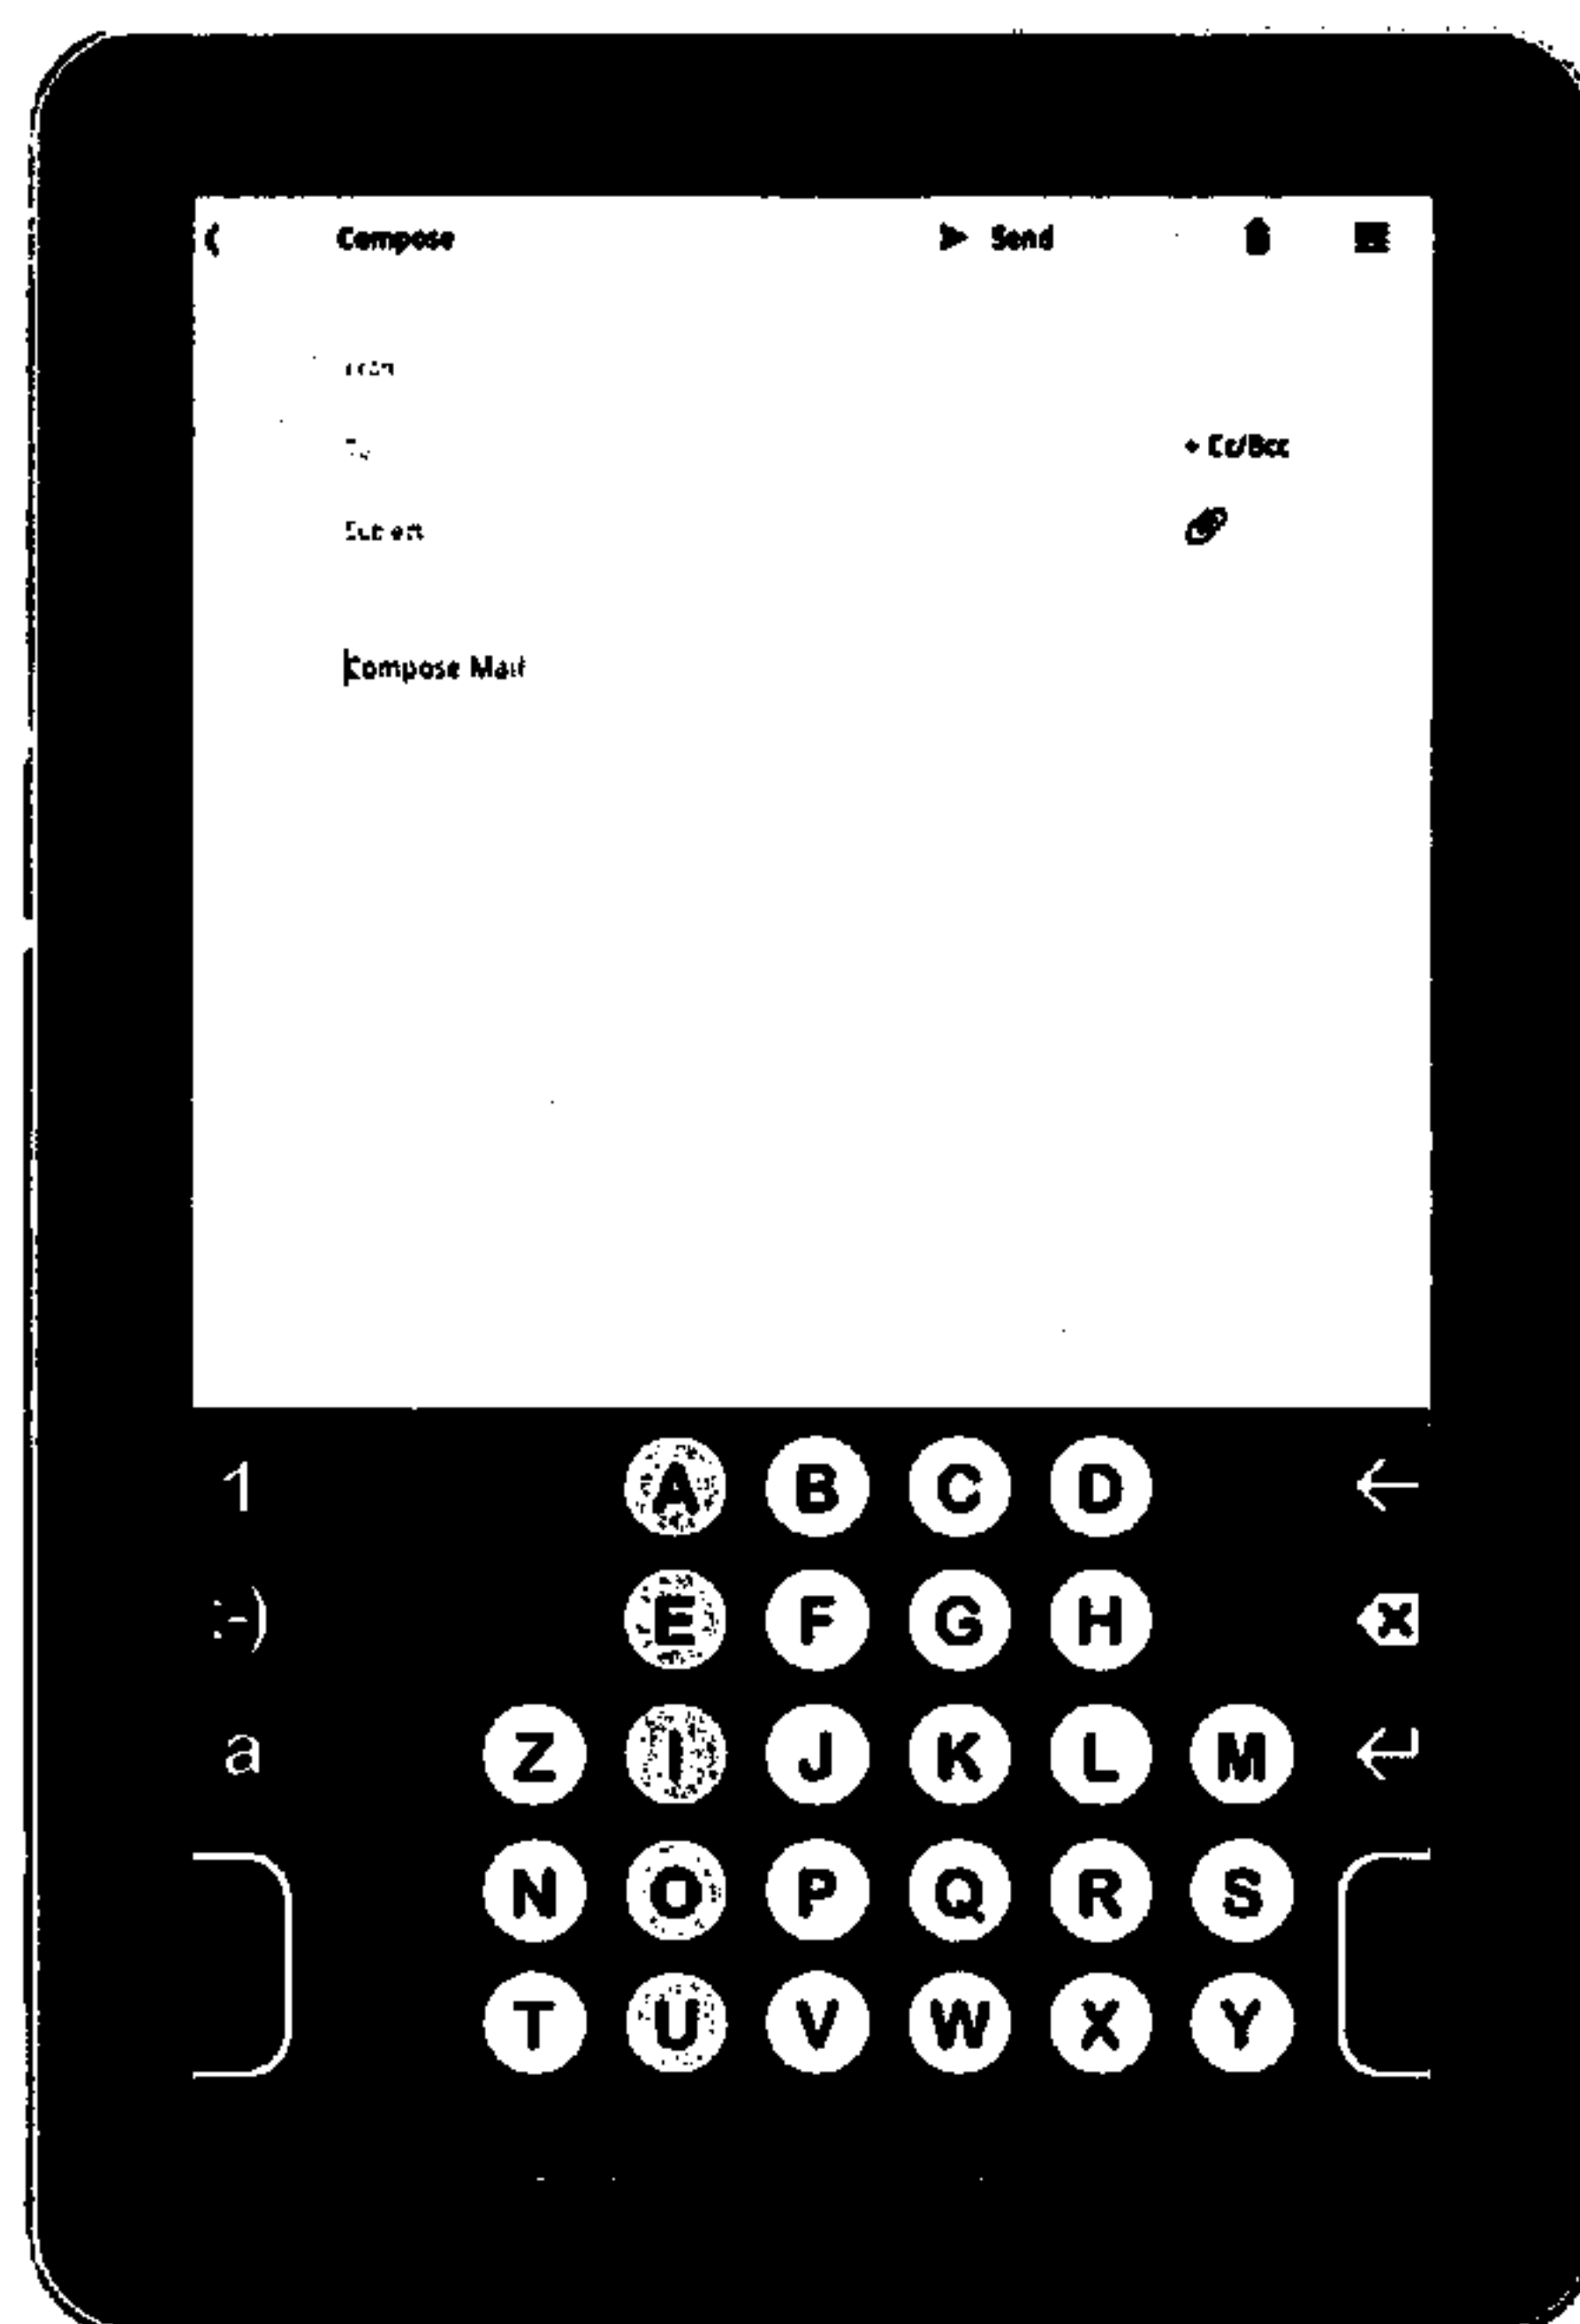 Compose Send
+ Cc/Bcc
Compose Mail
1 A B C D ←
:-) E F G H
a Z I J K L M ↵
N O P Q R S
T U V W X Y